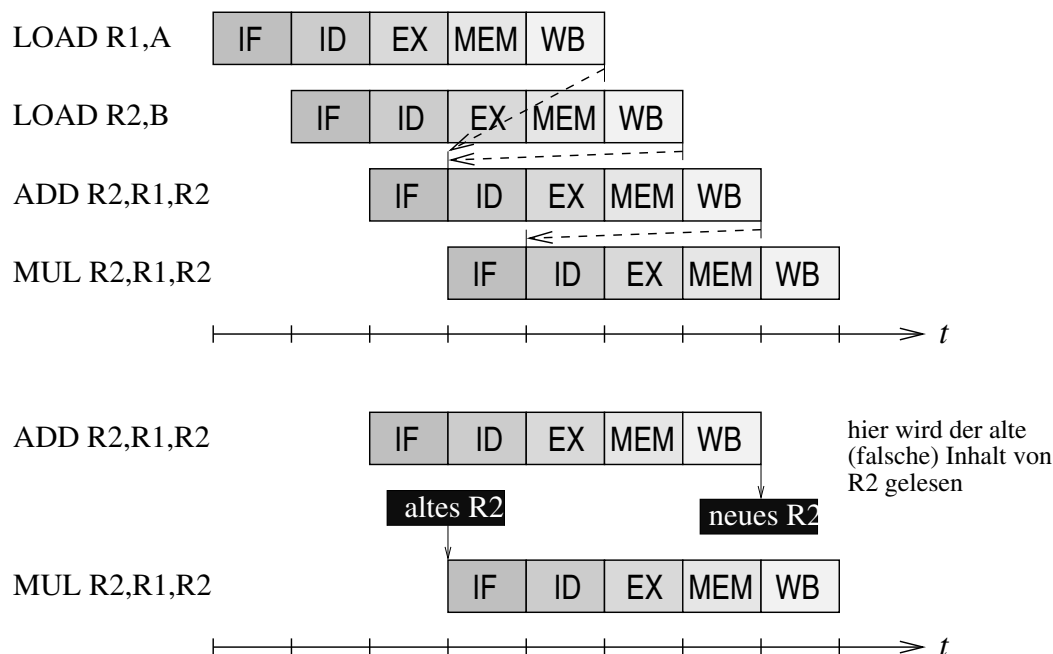 LOAD R1,A IF ID EX MEM WB
LOAD R2,B IF ID EX MEM WB
ADD R2,R1,R2 IF ID EX MEM WB
MUL R2,R1,R2 IF ID EX MEM WB
t
ADD R2,R1,R2 IF ID EX MEM WB
hier wird der alte
(falsche) Inhalt von
R2 gelesen
altes R2
neues R2
MUL R2,R1,R2 IF ID EX MEM WB
t